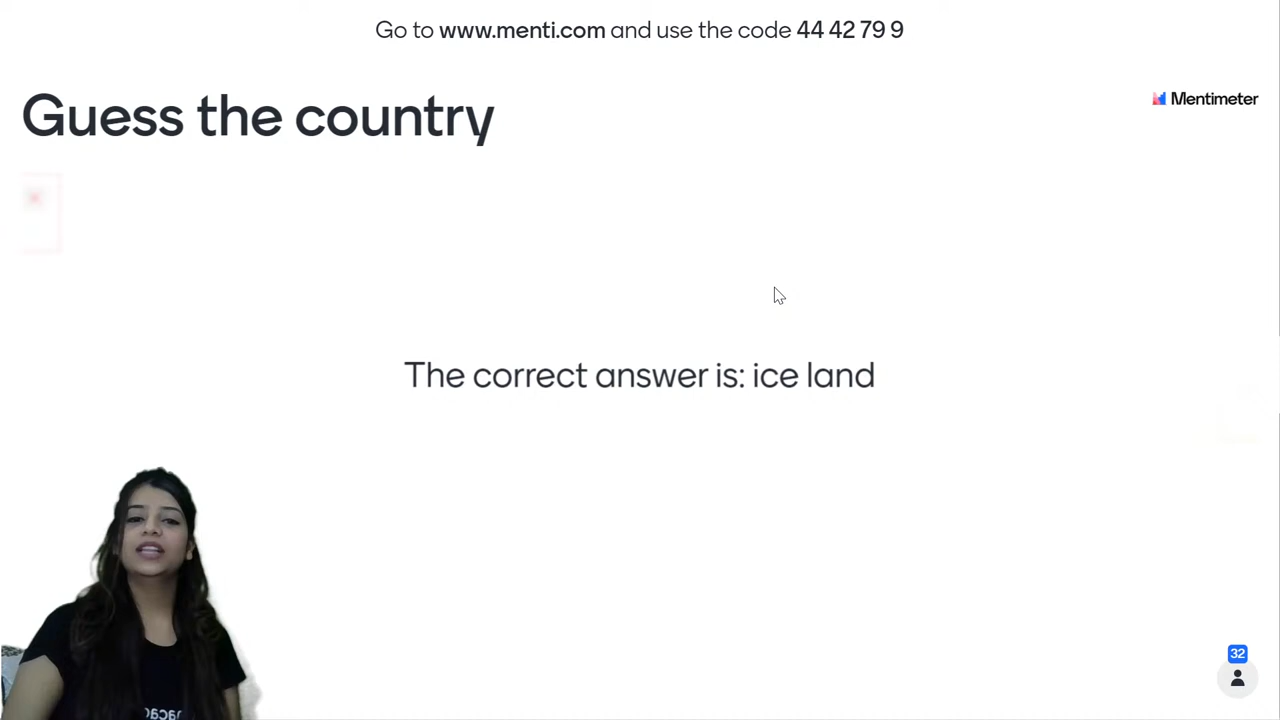 Go to www.menti.com and use the code 44 42 79 9
Guess the country
Mentimeter
The correct answer is: ice land
32